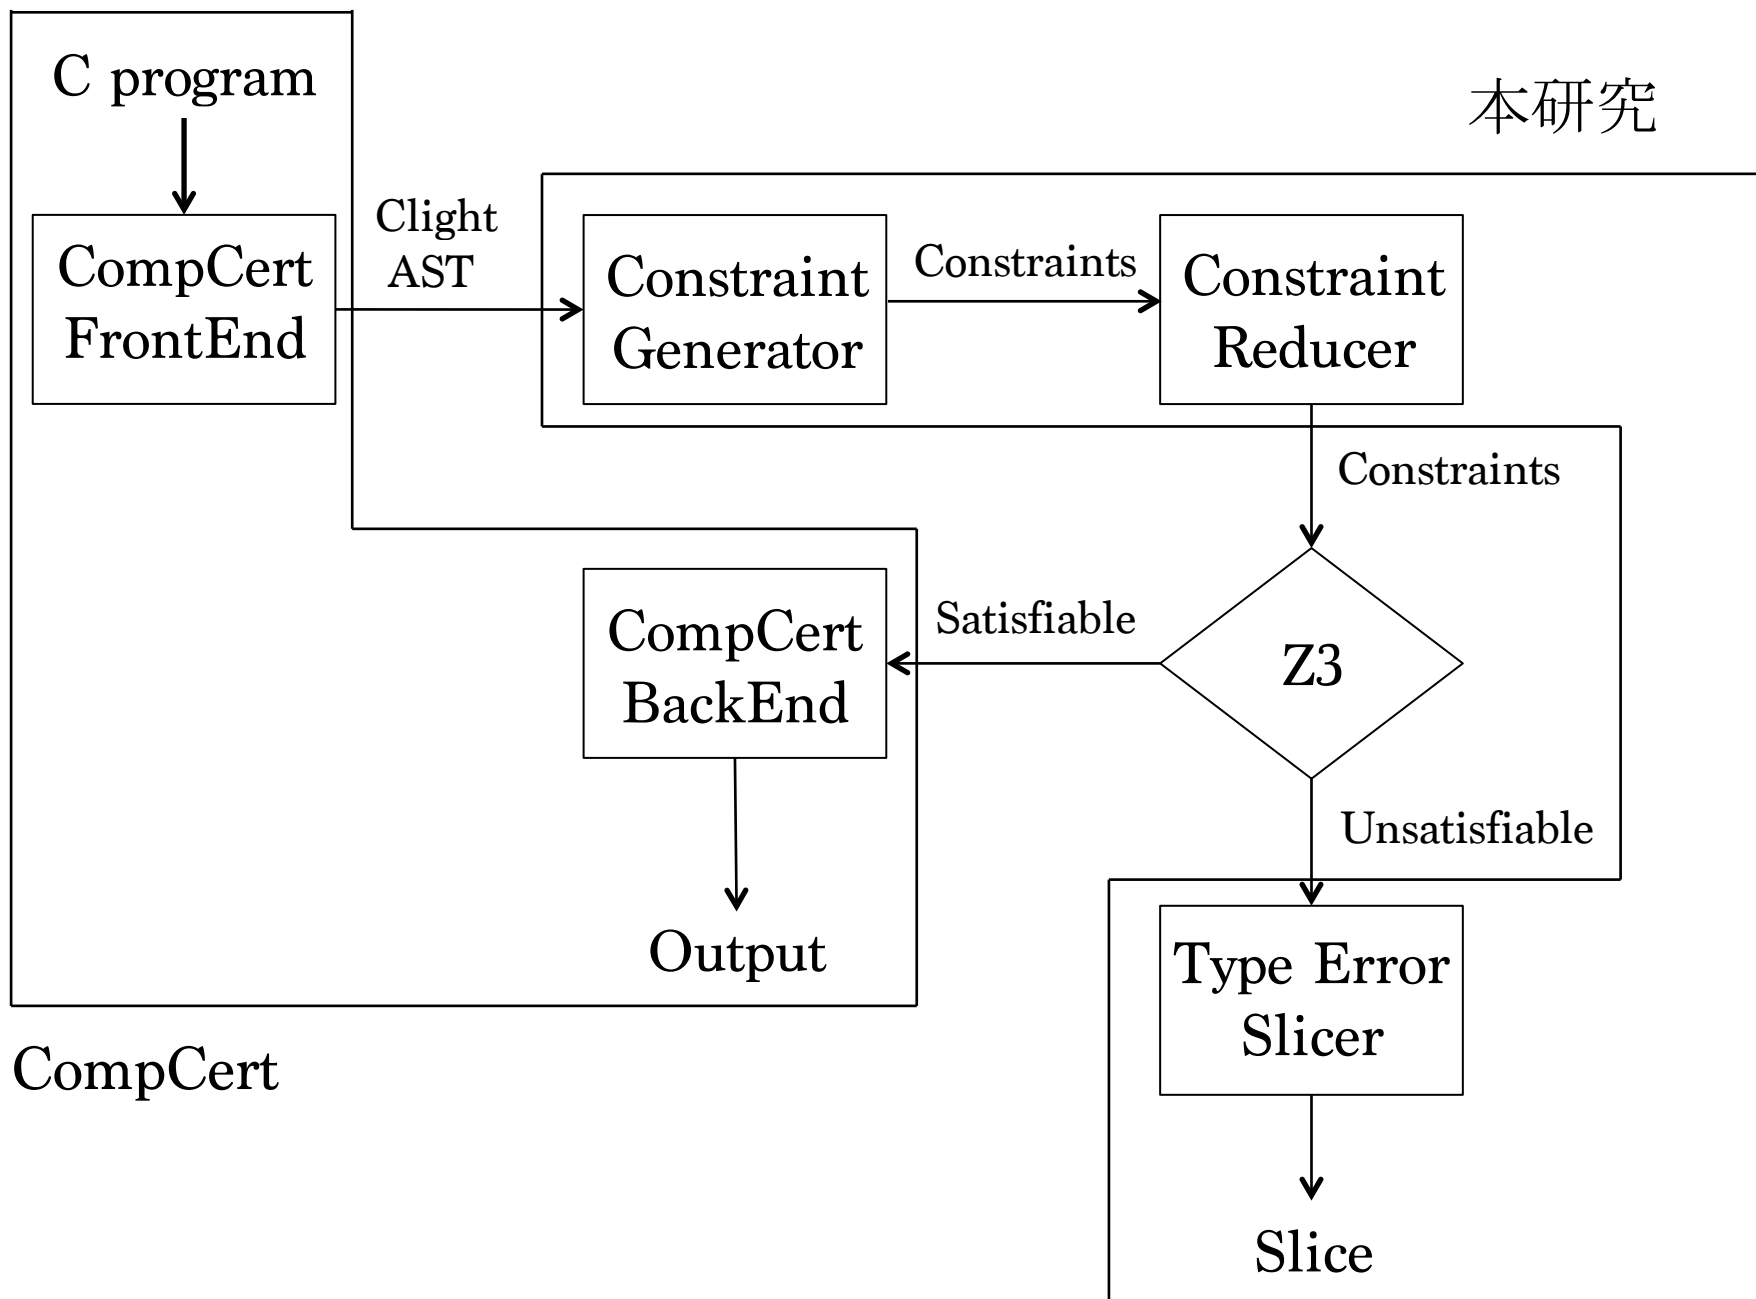 C program
本研究
Clight
AST
CompCert
FrontEnd
Constraint
Generator
Constraints
Constraint
Reducer
Constraints
CompCert
BackEnd
Satisfiable
Z3
Unsatisfiable
Output
Type Error
Slicer
CompCert
Slice